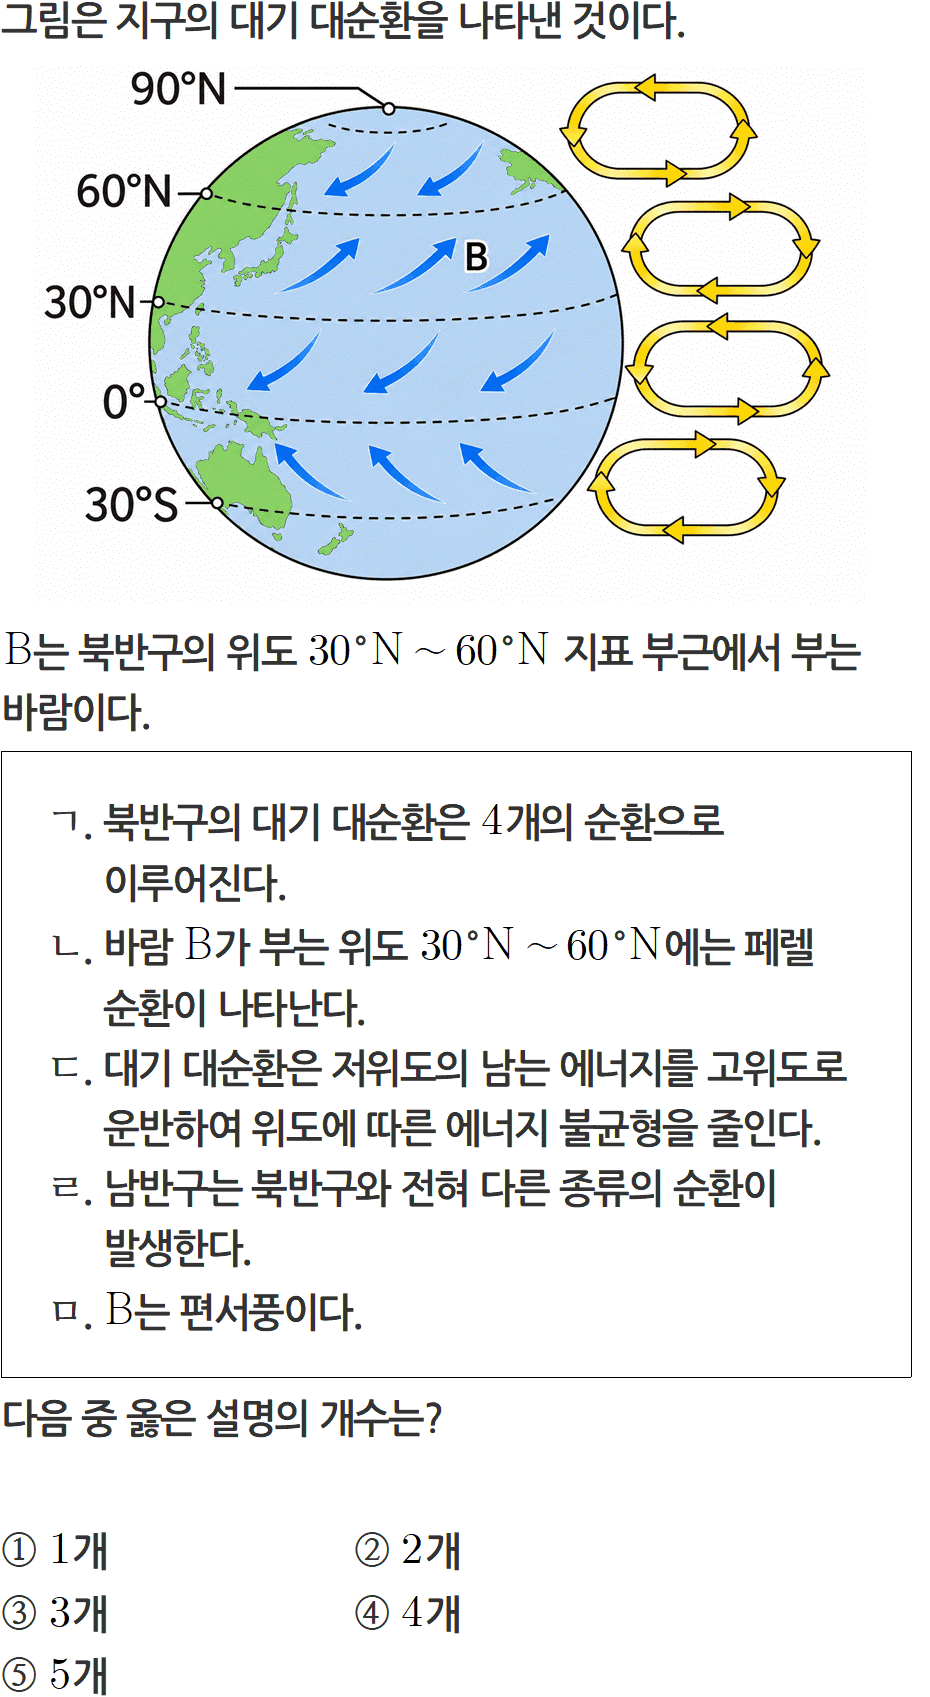 그림은 지구의 대기 대순환을 나타낸 것이다.
90°N
60°N
B
30°N
0°
30°S
B는 북반구의 위도 30°N ~ 60°N 지표 부근에서 부는
바람이다.
ㄱ. 북반구의 대기 대순환은 4개의 순환으로
이루어진다.
ㄴ. 바람 B가 부는 위도 30°N ~ 60°N에는 페렐
순환이 나타난다.
ㄷ. 대기 대순환은 저위도의 남는 에너지를 고위도로
운반하여 위도에 따른 에너지 불균형을 줄인다.
ㄹ. 남반구는 북반구와 전혀 다른 종류의 순환이
발생한다.
ㅁ. B는 편서풍이다.
다음 중 옳은 설명의 개수는?
① 1개 ② 2개
③ 3개 ④ 4개
⑤ 5개